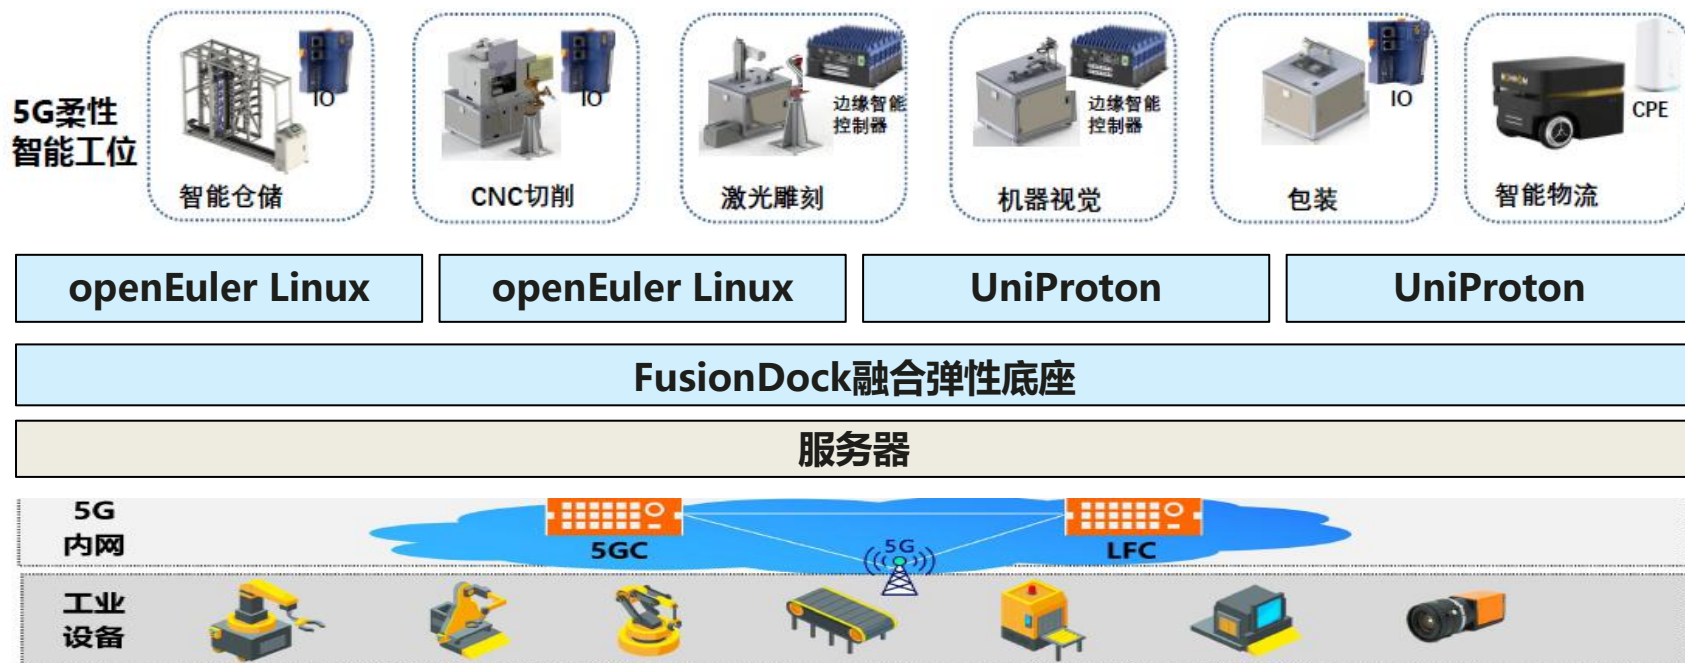 5G柔性
智能工位
IO
智能仓储
IO
CNC切削
边缘智能
控制器
激光雕刻
边缘智能
控制器
机器视觉
IO
包装
CPE
智能物流
openEuler Linux
openEuler Linux
UniProton
UniProton
FusionDock融合弹性底座
服务器
5G
内网
5GC
5G
LFC
工业
设备